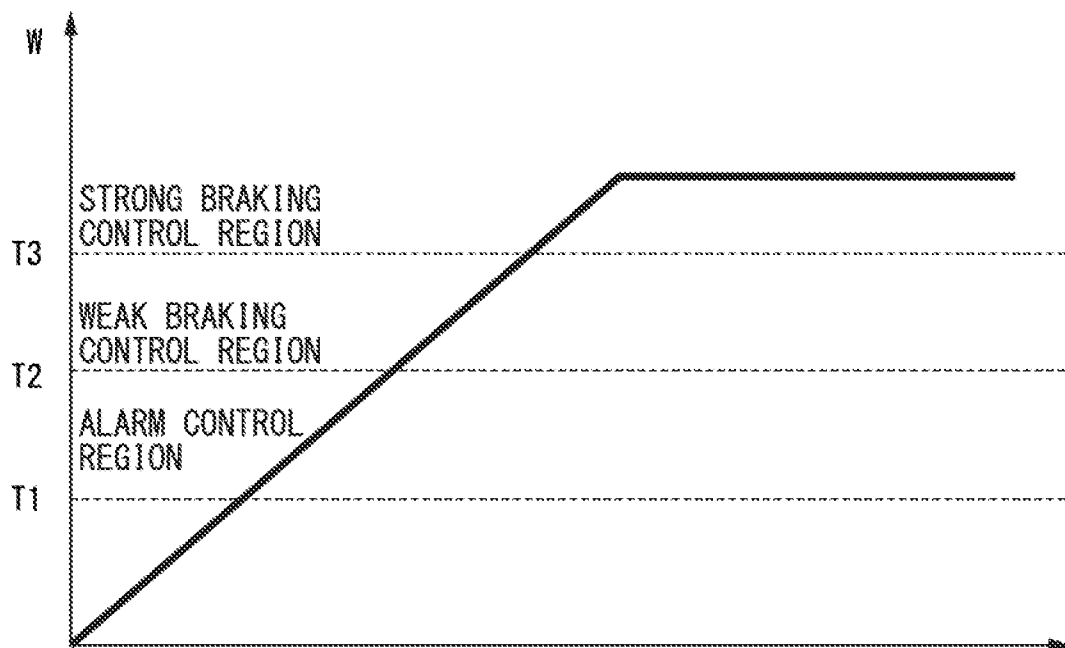 W
STRONG BRAKING
CONTROL REGION
T3
WEAK BRAKING
CONTROL REGION
T2
ALARM CONTROL
REGION
T1